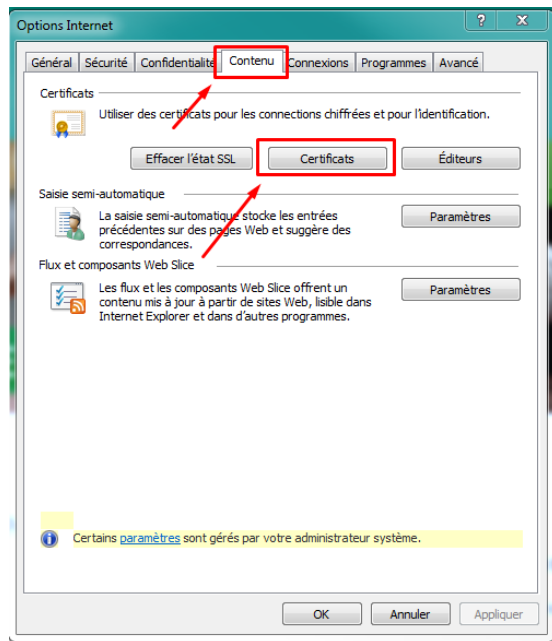 Options Internet
Général Sécurité Confidentialité Contenu Connexions Programmes Avancé
Certificats
Utiliser des certificats pour les connections chiffrées et pour l'identification.
Effacer l'état SSL Certificats Éditeurs
Saisie semi-automatique
La saisie semi-automatique stocke les entrées
précédentes sur des pages Web et suggère des
correspondances.
Paramètres
Flux et composants Web Slice
Les flux et les composants Web Slice offrent un
contenu mis à jour à partir de sites Web, lisible dans
Internet Explorer et dans d'autres programmes.
Paramètres
Certains paramètres sont gérés par votre administrateur système.
OK Annuler Appliquer